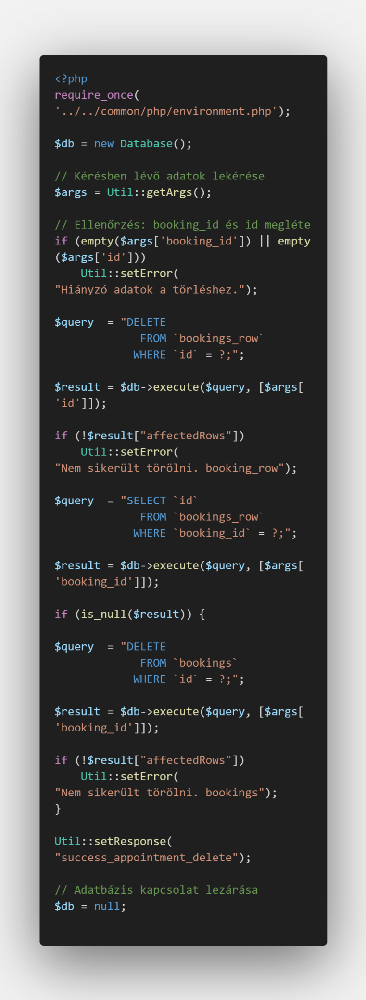 <?php
require_once(
'../../common/php/environment.php');
$db = new Database();
// Kérésben lévő adatok lekérése
$args = Util::getArgs();
// Ellenőrzés: booking_id és id megléte
if (empty($args['booking_id']) || empty
($args['id']))
    Util::setError(
"Hiányzó adatok a törléshez.");
$query  = "DELETE
             FROM `bookings_row`
            WHERE `id` = ?;";
$result = $db->execute($query, [$args[
'id']]);
if (!$result["affectedRows"])
    Util::setError(
"Nem sikerült törölni. booking_row");
$query  = "SELECT `id`
             FROM `bookings_row`
            WHERE `booking_id` = ?;";
$result = $db->execute($query, [$args[
'booking_id']]);
if (is_null($result)) {
$query  = "DELETE
             FROM `bookings`
            WHERE `id` = ?;";
$result = $db->execute($query, [$args[
'booking_id']]);
if (!$result["affectedRows"])
    Util::setError(
"Nem sikerült törölni. bookings");
}
Util::setResponse(
"success_appointment_delete");
// Adatbázis kapcsolat lezárása
$db = null;